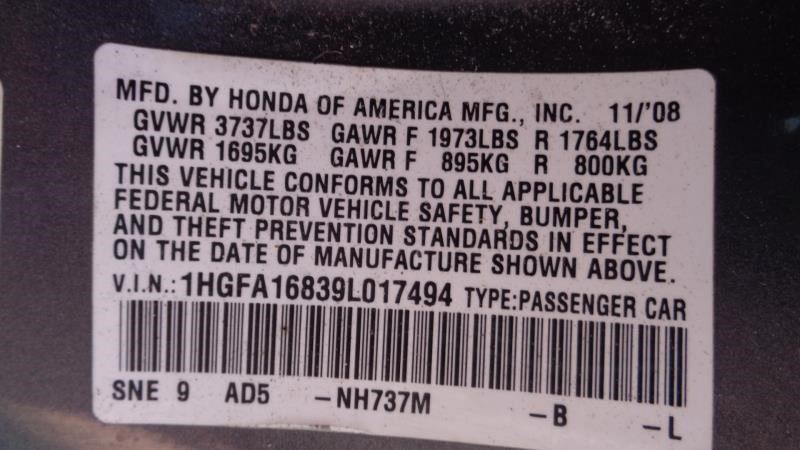 MFD. BY HONDA OF AMERICA MFG., INC. 11/'08
GVWR 3737LBS GAWR F 1973LBS R 1764LBS
GVWR 1695KG GAWR F 895KG R 800KG
THIS VEHICLE CONFORMS TO ALL APPLICABLE
FEDERAL MOTOR VEHICLE SAFETY, BUMPER,
AND THEFT PREVENTION STANDARDS IN EFFECT
ON THE DATE OF MANUFACTURE SHOWN ABOVE.
V.I.N.: 1HGFA16839L017494 TYPE:PASSENGER CAR
SNE 9 AD5 -NH737M -B -L